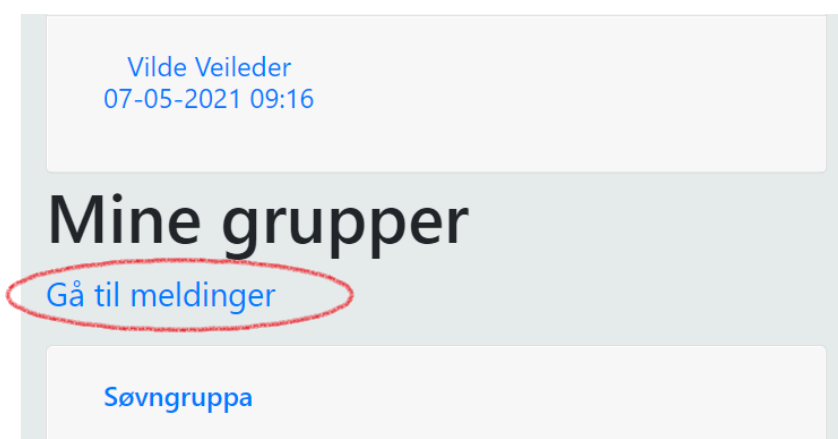 Vilde Veileder
07-05-2021 09:16
Mine grupper
Gå til meldinger
Søvngruppa